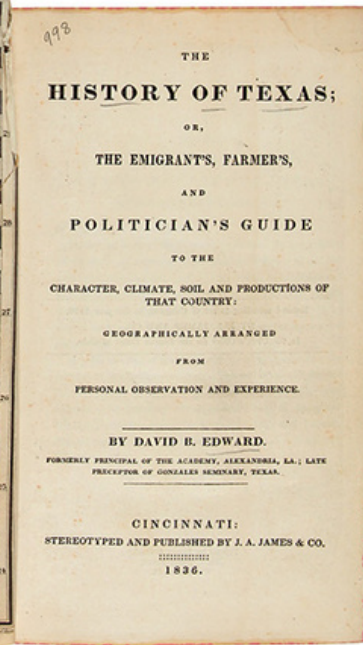 998
THE
HISTORY OF TEXAS;
OR,
THE EMIGRANT'S, FARMER'S,
AND
POLITICIAN'S GUIDE
TO THE
CHARACTER, CLIMATE, SOIL AND PRODUCTIONS OF
THAT COUNTRY:
GEOGRAPHICALLY ARRANGED
FROM
PERSONAL OBSERVATION AND EXPERIENCE.
BY DAVID B. EDWARD.
FORMERLY PRINCIPAL OF THE ACADEMY, ALEXANDRIA, LA.; LATE
PRECEPTOR OF GONZALES SEMINARY, TEXAS.
CINCINNATI:
STEREOTYPED AND PUBLISHED BY J. A. JAMES & CO.
1836.